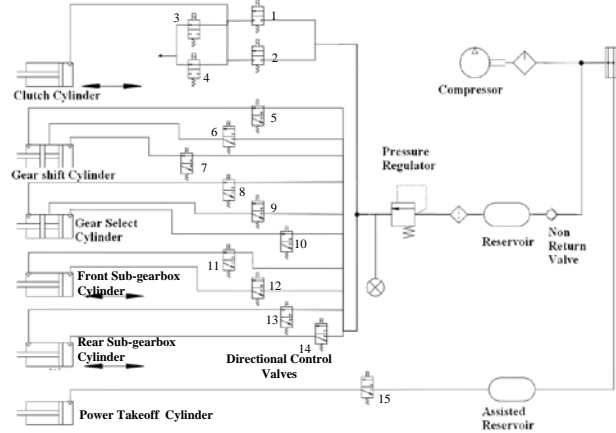 3
1
2
4
Clutch Cylinder
Compressor
5
6
7
Gear shift Cylinder
Pressure
Regulator
8
9
Gear Select
Cylinder
10
Reservoir
Non
Return
Valve
11
Front Sub-gearbox
Cylinder
12
13
Rear Sub-gearbox
Cylinder
14
Directional Control
Valves
15
Power Takeoff Cylinder
Assisted
Reservoir